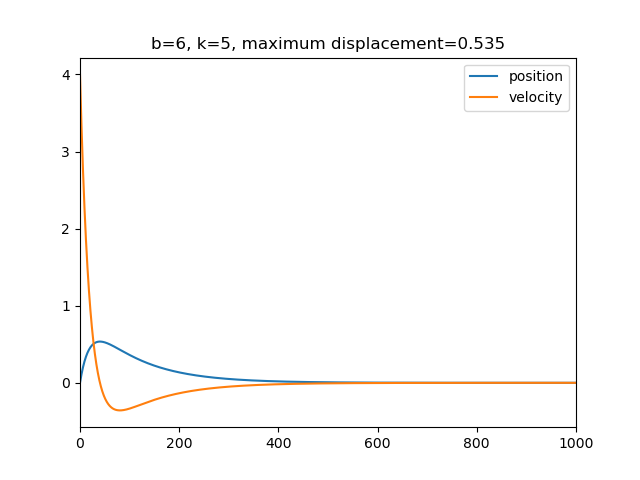 b=6, k=5, maximum displacement=0.535
position
velocity
4
3
2
1
0
0 200 400 600 800 1000